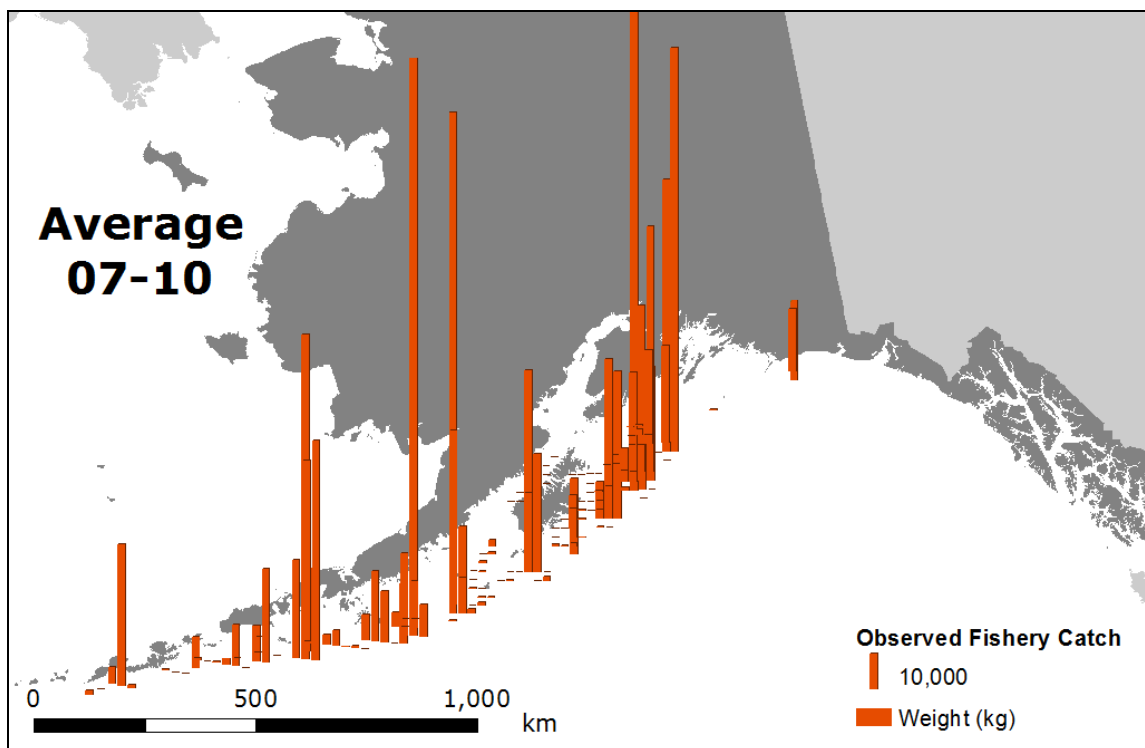 Average
07-10
Observed Fishery Catch
10,000
Weight (kg)
0 500 1,000
km